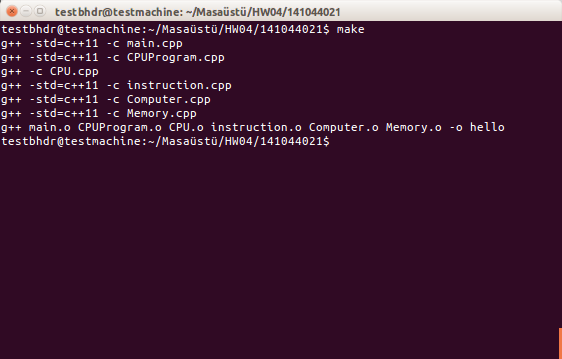 testbhdr@testmachine: ~/Masaüstü/HW04/141044021
testbhdr@testmachine:~/Masaüstü/HW04/141044021$ make
g++ -std=c++11 -c main.cpp
g++ -std=c++11 -c CPUProgram.cpp
g++ -c CPU.cpp
g++ -std=c++11 -c instruction.cpp
g++ -std=c++11 -c Computer.cpp
g++ -std=c++11 -c Memory.cpp
g++ main.o CPUProgram.o CPU.o instruction.o Computer.o Memory.o -o hello
testbhdr@testmachine:~/Masaüstü/HW04/141044021$